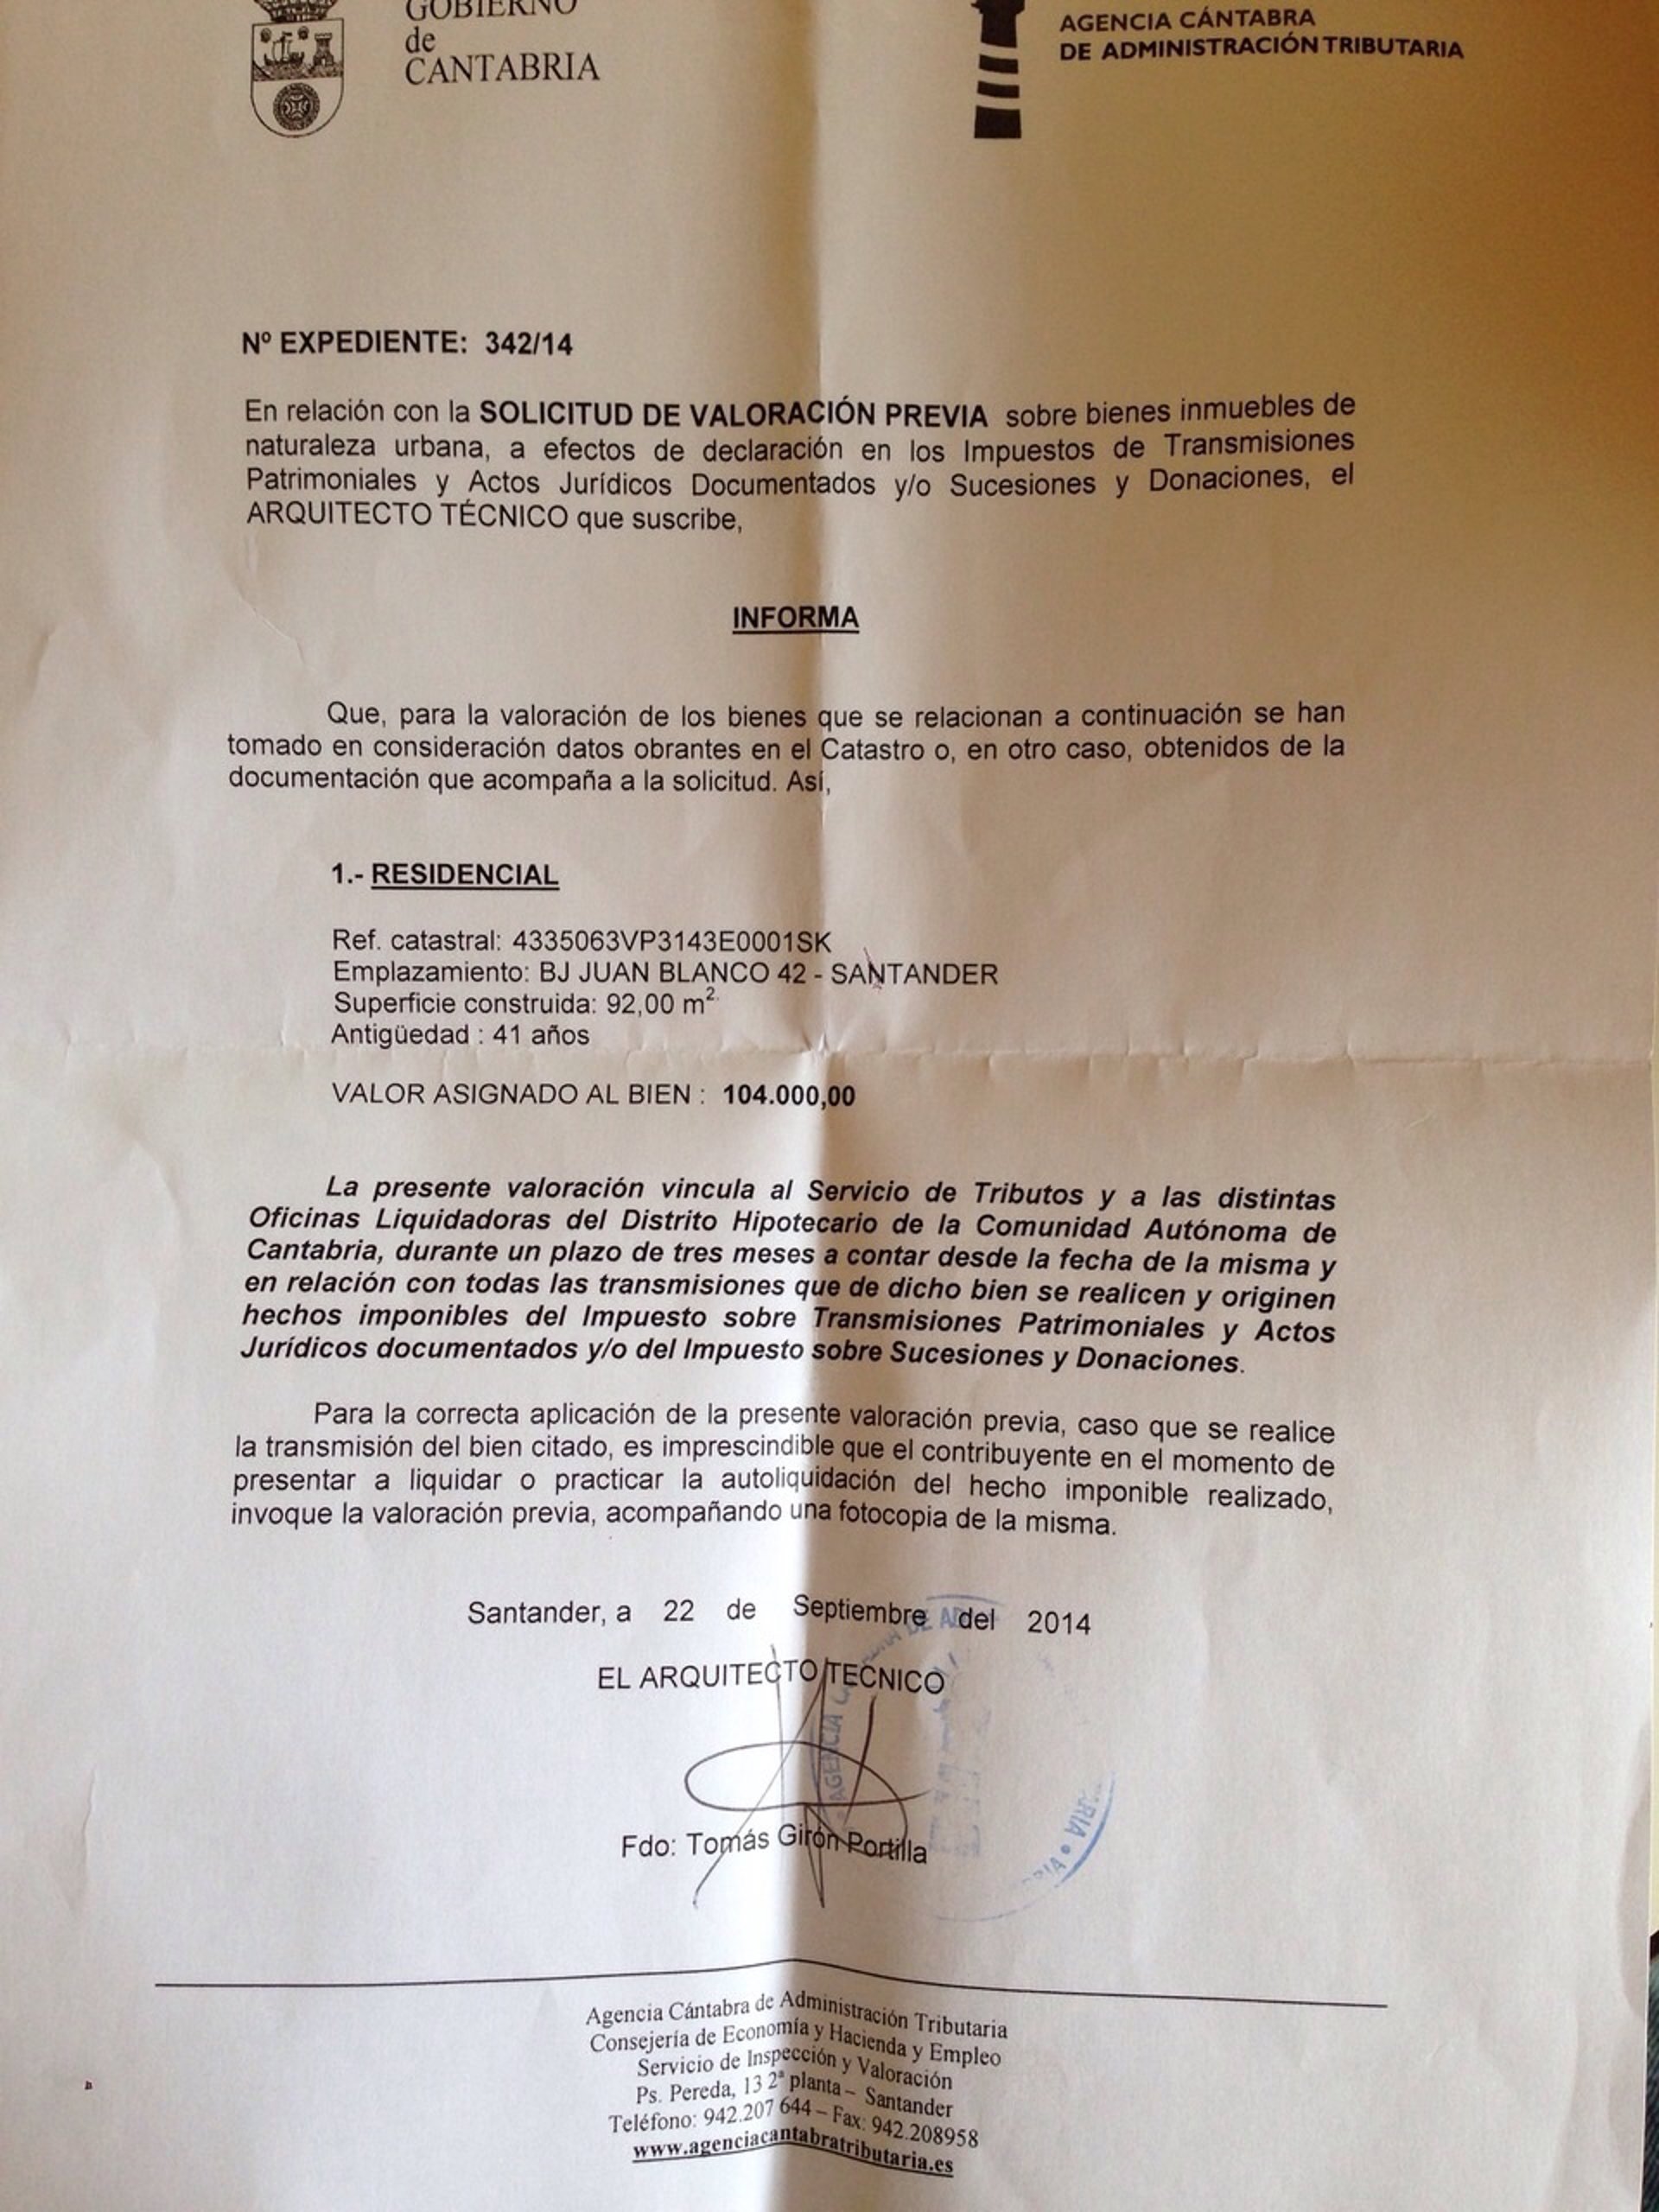 GOBIERNO
de
CANTABRIA
AGENCIA CÁNTABRA
DE ADMINISTRACIÓN TRIBUTARIA
Nº EXPEDIENTE: 342/14
En relación con la SOLICITUD DE VALORACIÓN PREVIA sobre bienes inmuebles de
naturaleza urbana, a efectos de declaración en los Impuestos de Transmisiones
Patrimoniales y Actos Jurídicos Documentados y/o Sucesiones y Donaciones, el
ARQUITECTO TÉCNICO que suscribe,
INFORMA
Que, para la valoración de los bienes que se relacionan a continuación se han
tomado en consideración datos obrantes en el Catastro o, en otro caso, obtenidos de la
documentación que acompaña a la solicitud. Así,
1.- RESIDENCIAL
Ref. catastral: 4335063VP3143E0001SK
Emplazamiento: BJ JUAN BLANCO 42 - SANTANDER
Superficie construida: 92,00 m²
Antigüedad : 41 años
VALOR ASIGNADO AL BIEN : 104.000,00
La presente valoración vincula al Servicio de Tributos y a las distintas
Oficinas Liquidadoras del Distrito Hipotecario de la Comunidad Autónoma de
Cantabria, durante un plazo de tres meses a contar desde la fecha de la misma y
en relación con todas las transmisiones que de dicho bien se realicen y originen
hechos imponibles del Impuesto sobre Transmisiones Patrimoniales y Actos
Jurídicos documentados y/o del Impuesto sobre Sucesiones y Donaciones.
Para la correcta aplicación de la presente valoración previa, caso que se realice
la transmisión del bien citado, es imprescindible que el contribuyente en el momento de
presentar a liquidar o practicar la autoliquidación del hecho imponible realizado,
invoque la valoración previa, acompañando una fotocopia de la misma.
Santander, a 22 de Septiembre del 2014
EL ARQUITECTO TECNICO
AGENCIA
Fdo: Tomás Girón Portilla
Agencia Cántabra de Administración Tributaria
Consejería de Economía y Hacienda y Empleo
Servicio de Inspección y Valoración
Ps. Pereda, 13 2ª planta – Santander
Teléfono: 942.207 644 – Fax: 942.208958
www.agenciacantabratributaria.es